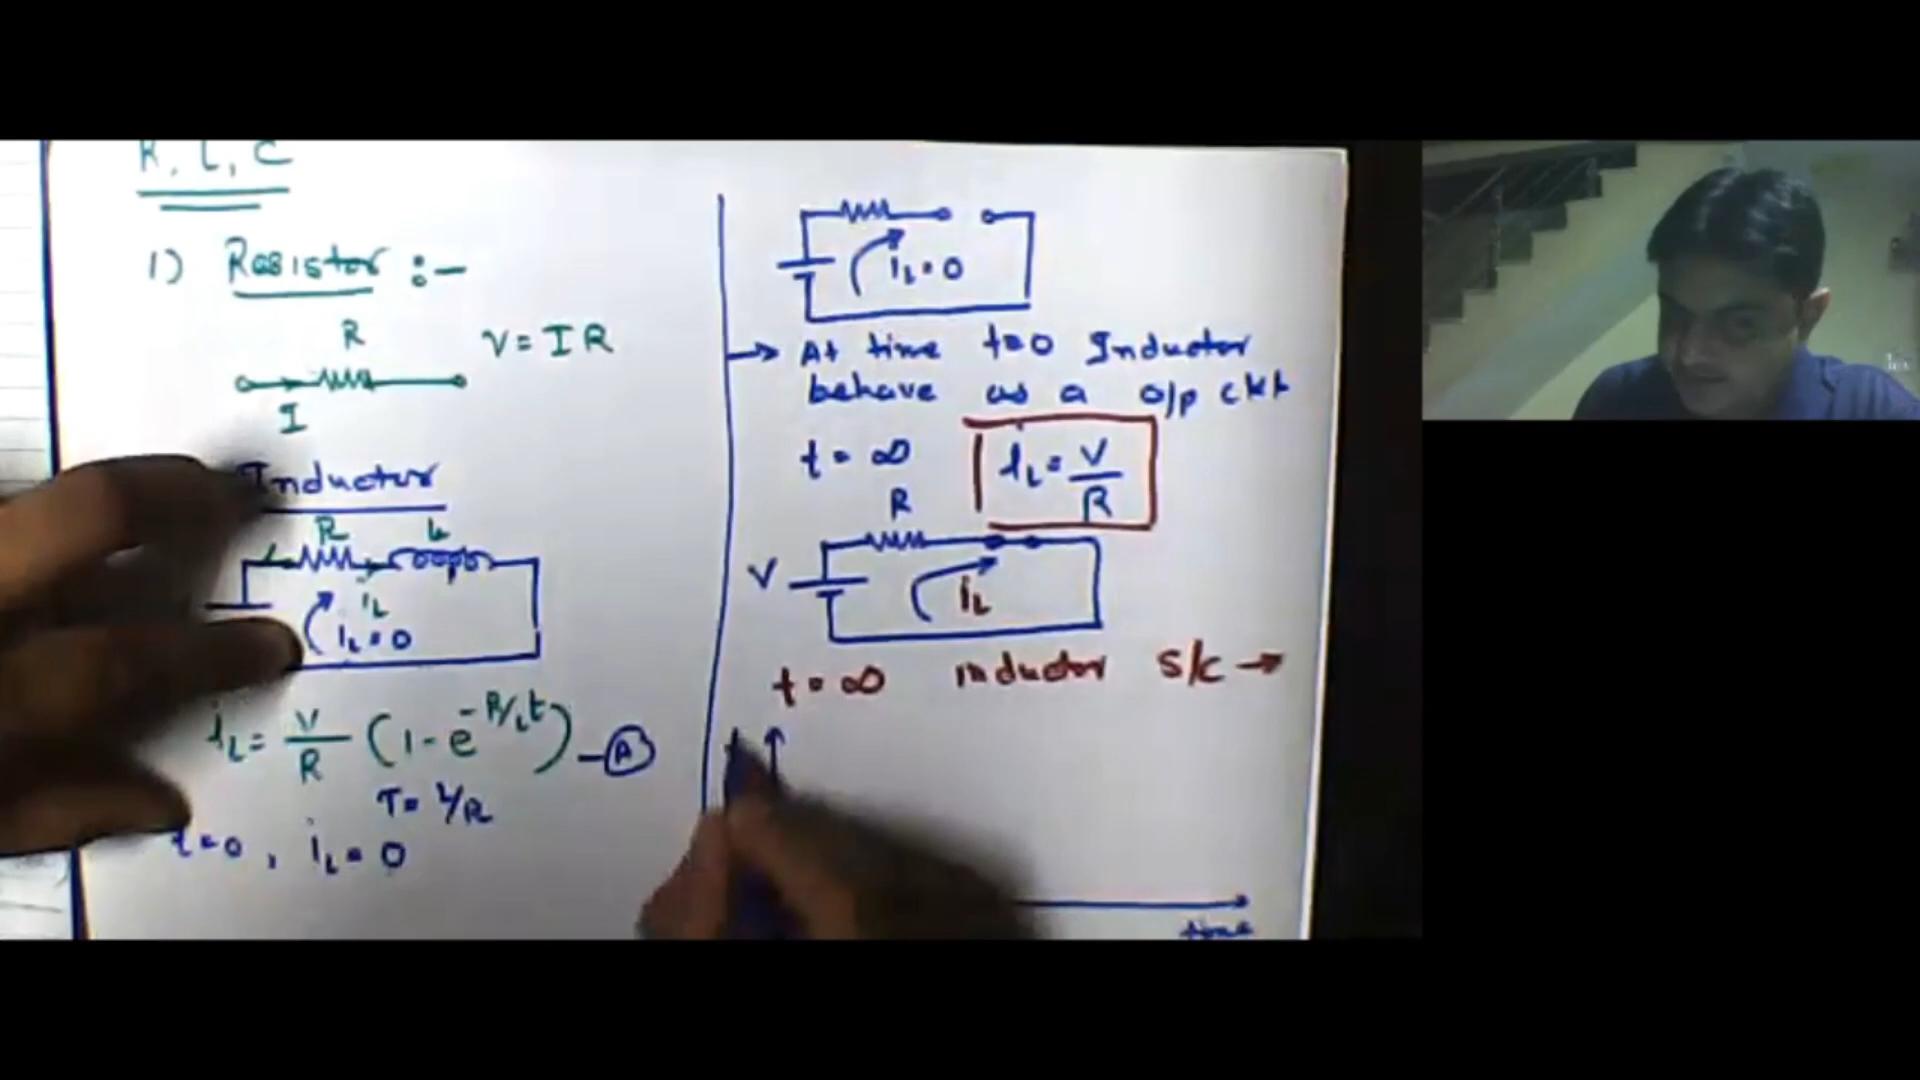 R, L, C
1) Resistor :-
R
V = I R
I
Inductor
R L
iL
iL = 0
iL = V/R (1 - e^-R/L t) - A
T = L/R
t = 0 , iL = 0
iL = 0
→ At time t=0 Inductor
behave as a o/p ckt
t = ∞ iL = V/R
R
V
iL
t = ∞ inductor s/c →
time